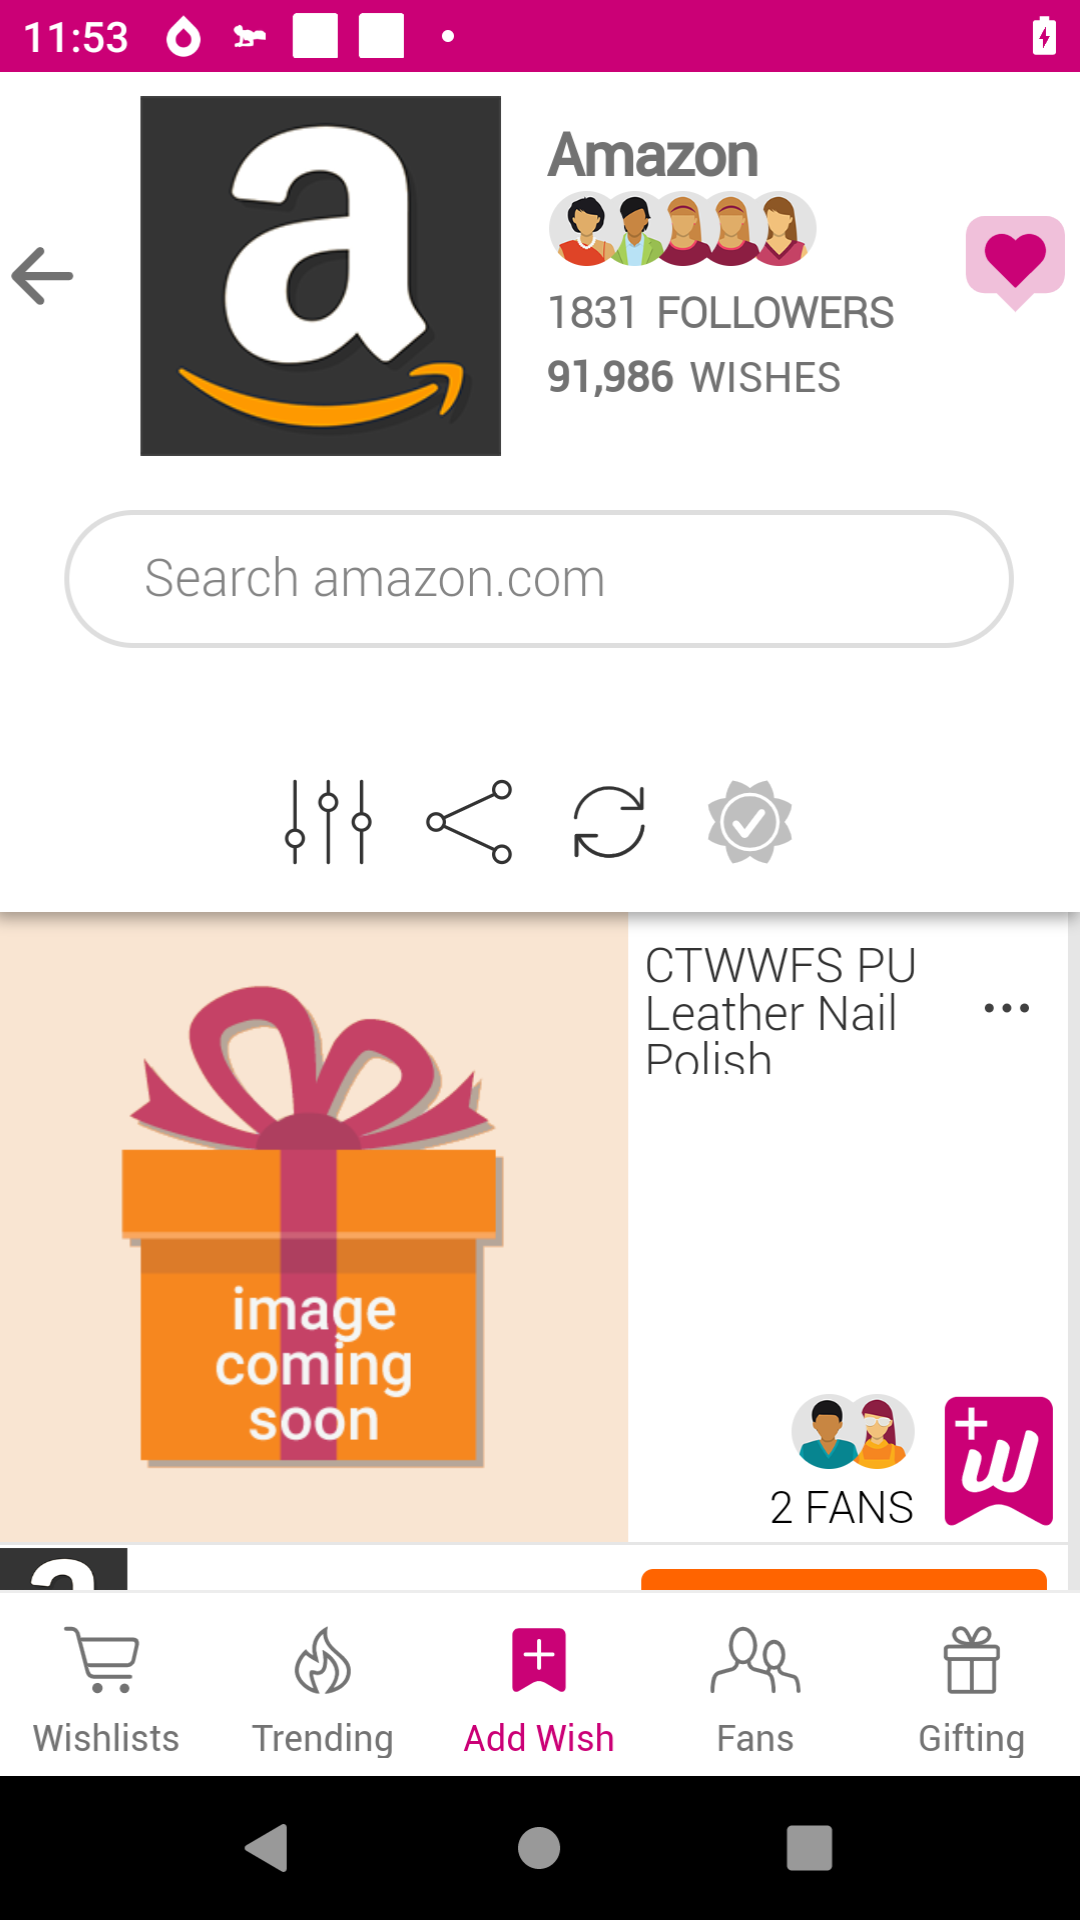 11:53
Amazon
1831 FOLLOWERS
91,986 WISHES
Search amazon.com
CTWWFS PU
Leather Nail
Polish
image
coming
soon
2 FANS
Wishlists
Trending
Add Wish
Fans
Gifting